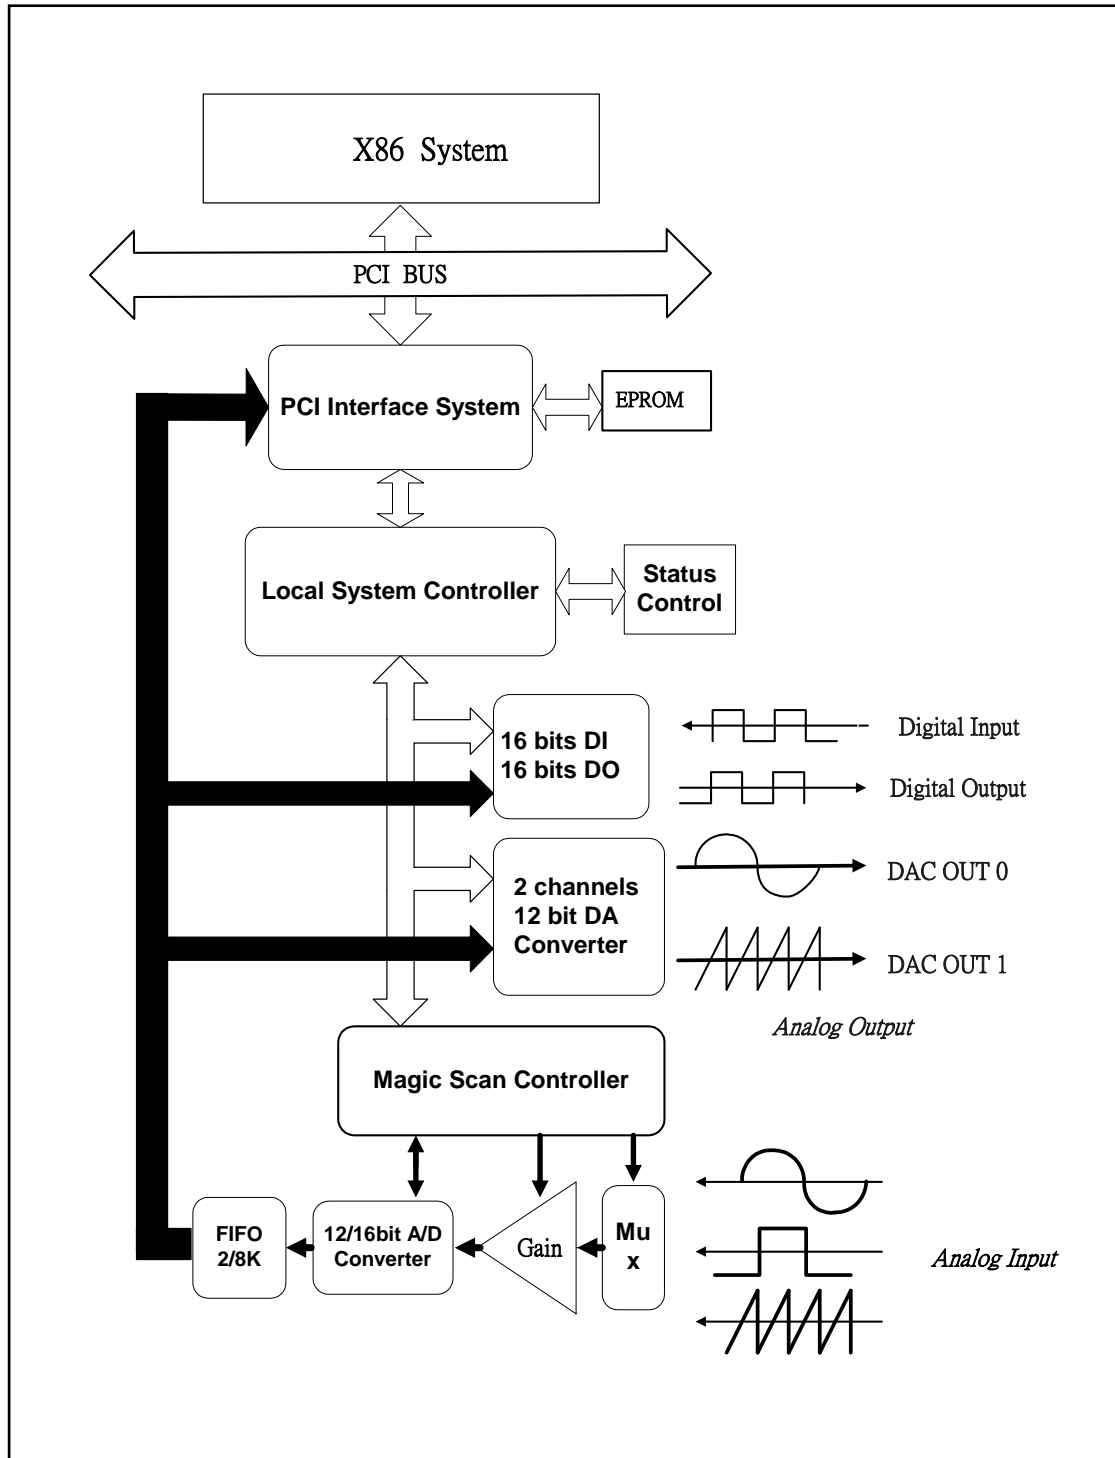 X86 System
PCI BUS
PCI Interface System
EPROM
Local System Controller
Status
Control
16 bits DI
16 bits DO
Digital Input
Digital Output
2 channels
12 bit DA
Converter
DAC OUT 0
DAC OUT 1
Analog Output
Magic Scan Controller
FIFO
2/8K
12/16bit A/D
Converter
Gain
Mu
x
Analog Input